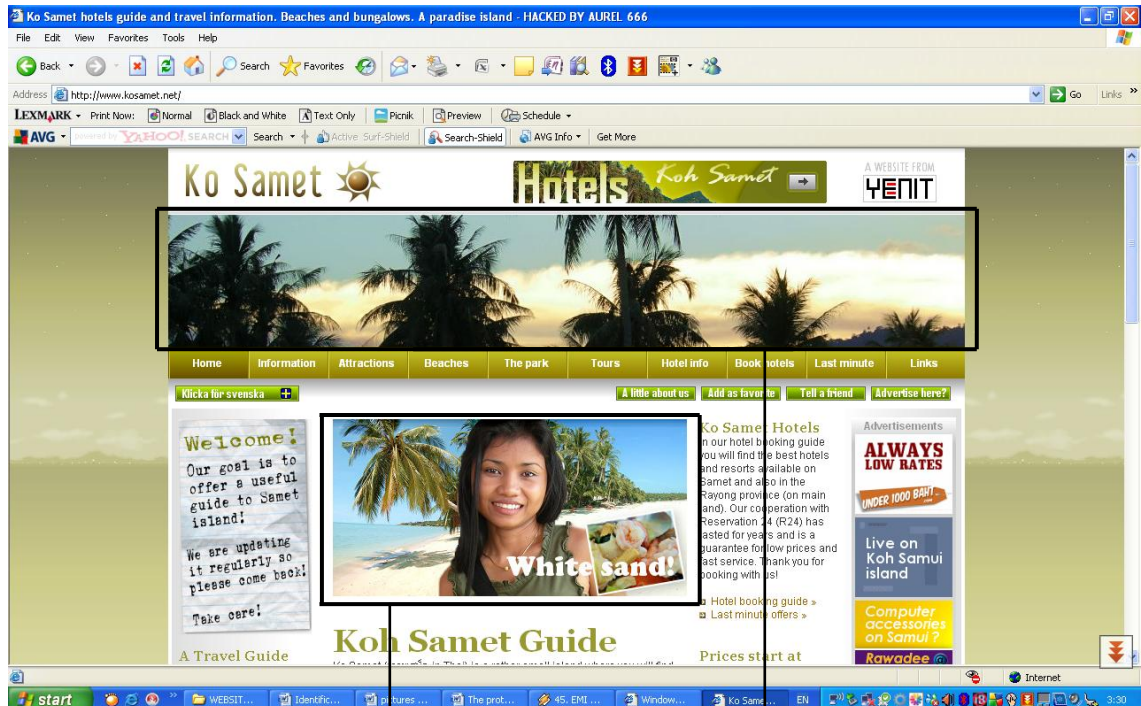 Ko Samet hotels guide and travel information. Beaches and bungalows. A paradise island - HACKED BY AUREL 666
File Edit View Favorites Tools Help
Back Search Favorites
Address http://www.kosamet.net/ Go Links »
LEXMARK Print Now: Normal Black and White Text Only Picnik Preview Schedule
AVG powered by YAHOO! SEARCH Search Active Surf-Shield Search-Shield AVG Info Get More
Ko Samet
Hotels Koh Samet
A WEBSITE FROM
YENIT
Home Information Attractions Beaches The park Tours Hotel info Book hotels Last minute Links
Klicka för svenska
A little about us Add as favorite Tell a friend Advertise here?
Welcome!
Our goal is to
offer a useful
guide to Samet
island!
We are updating
it regularly so
please come back!
Take care!
A Travel Guide
White sand!
Koh Samet Guide
Ko Samet Hotels
In our hotel booking guide
you will find the best hotels
and resorts available on
Samet and also in the
Rayong province (on main
land). Our cooperation with
Reservation 24 (R24) has
lasted for years and is a
guarantee for low prices and
fast service. Thank you for
booking with us!
Hotel booking guide »
Last minute offers »
Prices start at
Advertisements
ALWAYS
LOW RATES
UNDER 1000 BAHT...
Live on
Koh Samui
island
Computer
accessories
on Samui ?
Rawadee
Internet
start » WEBSIT... Identific... pictures ... The prot... 45. EMI ... Window... Ko Same... EN 3:30